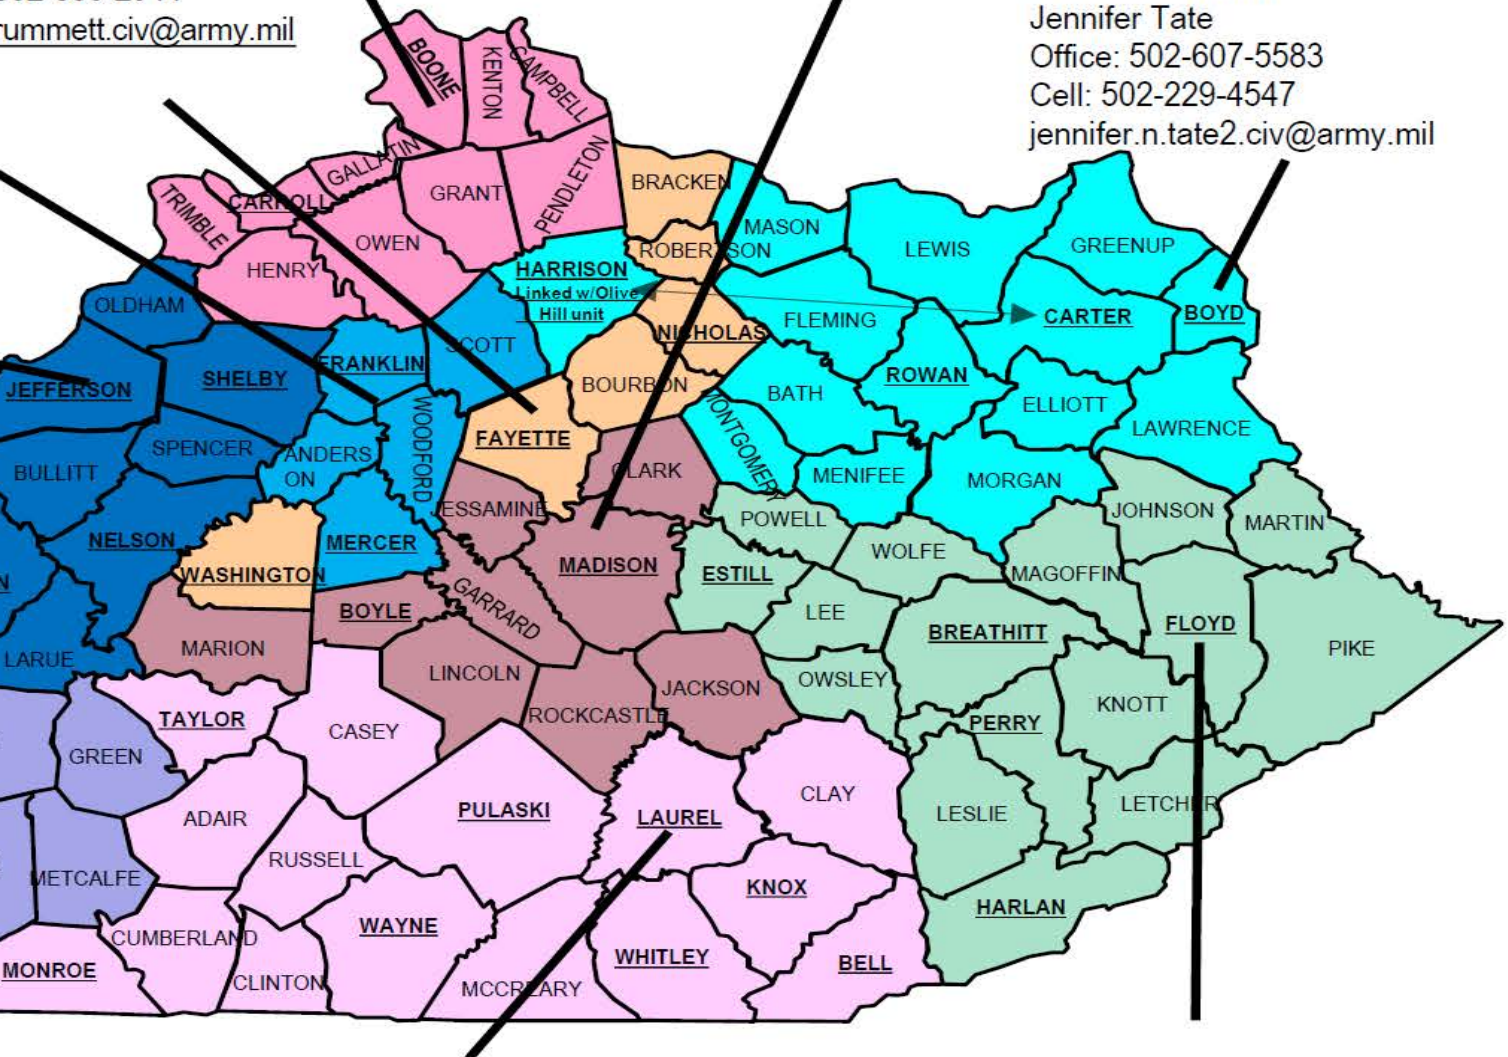 rummett.civ@army.mil
Jennifer Tate
Office: 502-607-5583
Cell: 502-229-4547
jennifer.n.tate2.civ@army.mil
BOONE
KENTON
CAMPBELL
GALLATIN
CARROLL
TRIMBLE
GRANT
PENDLETON
OWEN
HENRY
BRACKEN
ROBERTSON
MASON
LEWIS
GREENUP
HARRISON
Linked w/Olive
Hill unit
CARTER
BOYD
OLDHAM
NICHOLAS
FLEMING
SCOTT
FRANKLIN
SHELBY
JEFFERSON
BOURBON
BATH
ROWAN
ELLIOTT
LAWRENCE
WOODFORD
FAYETTE
MONTGOMERY
SPENCER
ANDERS
ON
BULLITT
CLARK
MENIFEE
MORGAN
JESSAMINE
POWELL
JOHNSON
MARTIN
NELSON
MERCER
WOLFE
WASHINGTON
MADISON
ESTILL
MAGOFFIN
N
BOYLE
GARRARD
LEE
BREATHITT
FLOYD
PIKE
LARUE
MARION
LINCOLN
JACKSON
OWSLEY
KNOTT
TAYLOR
CASEY
ROCKCASTLE
PERRY
GREEN
ADAIR
PULASKI
LAUREL
CLAY
LESLIE
LETCHER
METCALFE
RUSSELL
KNOX
HARLAN
CUMBERLAND
WAYNE
WHITLEY
BELL
MONROE
CLINTON
MCCREARY